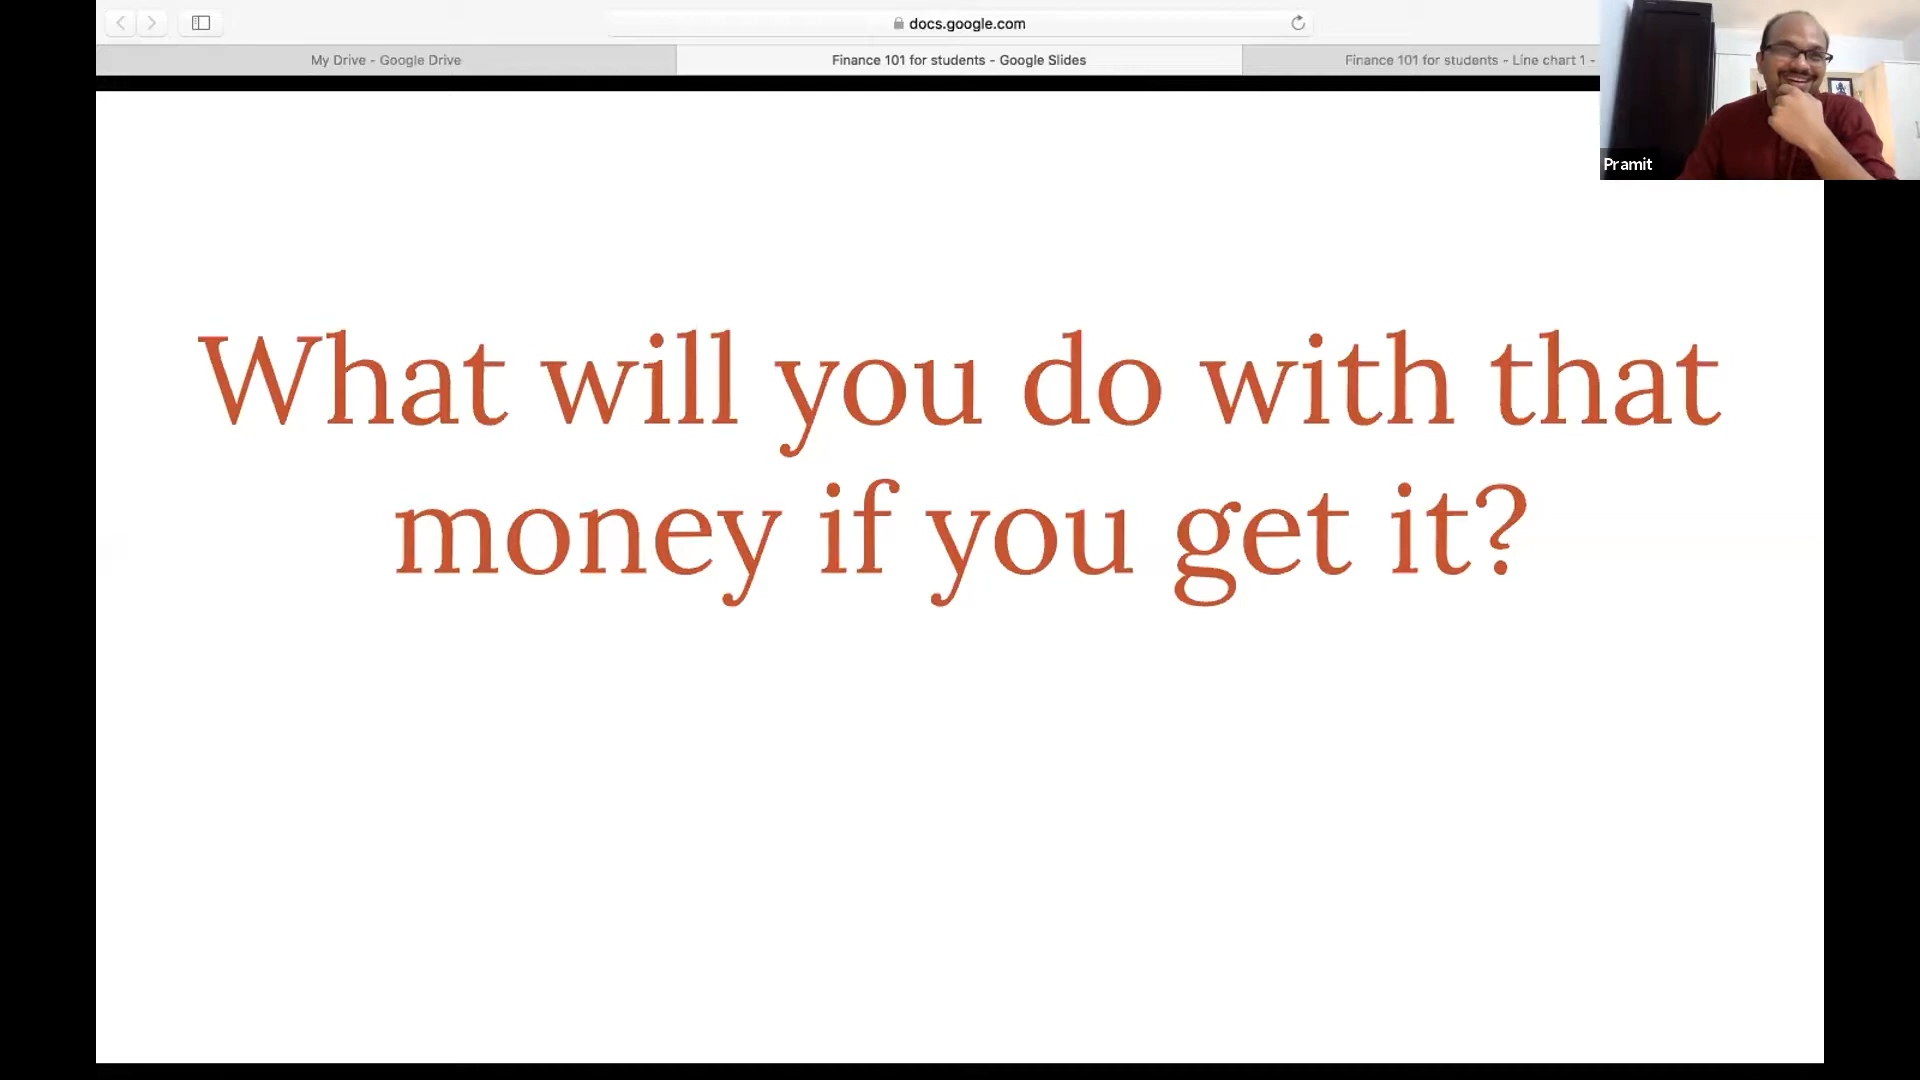 docs.google.com
My Drive - Google Drive
Finance 101 for students - Google Slides
Finance 101 for students - Line chart 1 -
Pramit
What will you do with that
money if you get it?